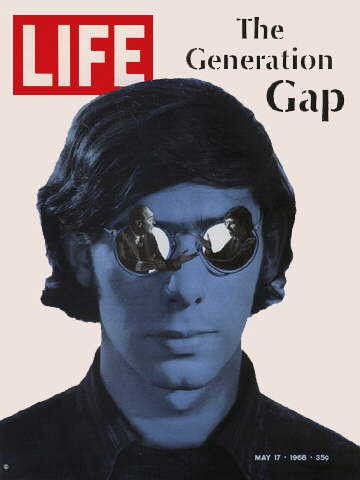 LIFE
The
Generation
Gap
MAY 17 · 1968 · 35¢